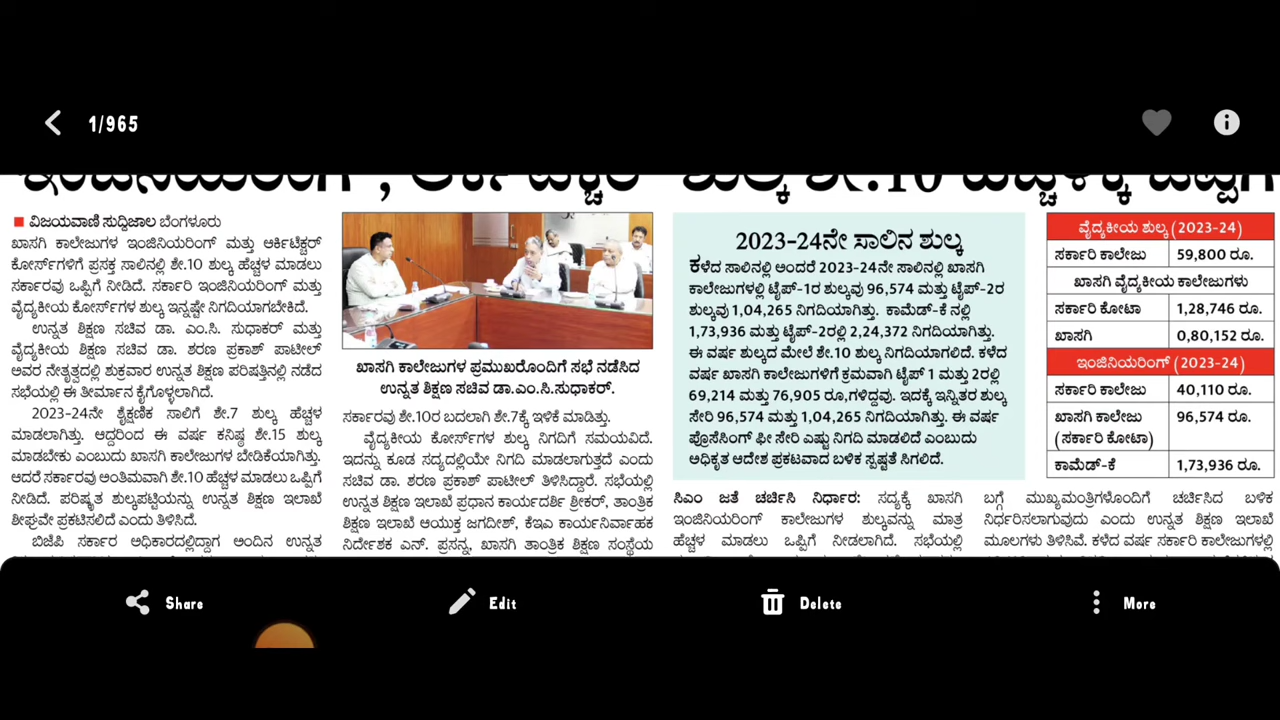 1/965
ಇಂಜಿನಿಯರಿಂಗ್, ಆರ್ಕಿಟೆಕ್ಚರ್ ಶುಲ್ಕ ಶೇ.10 ಹೆಚ್ಚಳಕ್ಕೆ ಒಪ್ಪಿಗೆ
ವಿಜಯವಾಣಿ ಸುದ್ದಿಜಾಲ ಬೆಂಗಳೂರು
ಖಾಸಗಿ ಕಾಲೇಜುಗಳ ಇಂಜಿನಿಯರಿಂಗ್ ಮತ್ತು ಆರ್ಕಿಟೆಕ್ಚರ್
ಕೋರ್ಸ್‌ಗಳಿಗೆ ಪ್ರಸಕ್ತ ಸಾಲಿನಲ್ಲಿ ಶೇ.10 ಶುಲ್ಕ ಹೆಚ್ಚಳ ಮಾಡಲು
ಸರ್ಕಾರವು ಒಪ್ಪಿಗೆ ನೀಡಿದೆ. ಸರ್ಕಾರಿ ಇಂಜಿನಿಯರಿಂಗ್ ಮತ್ತು
ವೈದ್ಯಕೀಯ ಕೋರ್ಸ್‌ಗಳ ಶುಲ್ಕ ಇನ್ನಷ್ಟೇ ನಿಗದಿಯಾಗಬೇಕಿದೆ.
ಉನ್ನತ ಶಿಕ್ಷಣ ಸಚಿವ ಡಾ. ಎಂ.ಸಿ. ಸುಧಾಕರ್ ಮತ್ತು
ವೈದ್ಯಕೀಯ ಶಿಕ್ಷಣ ಸಚಿವ ಡಾ. ಶರಣ ಪ್ರಕಾಶ್ ಪಾಟೀಲ್
ಅವರ ನೇತೃತ್ವದಲ್ಲಿ ಶುಕ್ರವಾರ ಉನ್ನತ ಶಿಕ್ಷಣ ಪರಿಷತ್ತಿನಲ್ಲಿ ನಡೆದ
ಸಭೆಯಲ್ಲಿ ಈ ತೀರ್ಮಾನ ಕೈಗೊಳ್ಳಲಾಗಿದೆ.
2023-24ನೇ ಶೈಕ್ಷಣಿಕ ಸಾಲಿಗೆ ಶೇ.7 ಶುಲ್ಕ ಹೆಚ್ಚಳ
ಮಾಡಲಾಗಿತ್ತು. ಆದ್ದರಿಂದ ಈ ವರ್ಷ ಕನಿಷ್ಠ ಶೇ.15 ಶುಲ್ಕ
ಮಾಡಬೇಕು ಎಂಬುದು ಖಾಸಗಿ ಕಾಲೇಜುಗಳ ಬೇಡಿಕೆಯಾಗಿತ್ತು.
ಆದರೆ ಸರ್ಕಾರವು ಅಂತಿಮವಾಗಿ ಶೇ.10 ಹೆಚ್ಚಳ ಮಾಡಲು ಒಪ್ಪಿಗೆ
ನೀಡಿದೆ. ಪರಿಷ್ಕೃತ ಶುಲ್ಕಪಟ್ಟಿಯನ್ನು ಉನ್ನತ ಶಿಕ್ಷಣ ಇಲಾಖೆ
ಶೀಘ್ರವೇ ಪ್ರಕಟಿಸಲಿದೆ ಎಂದು ತಿಳಿಸಿದೆ.
ಬಿಜೆಪಿ ಸರ್ಕಾರ ಅಧಿಕಾರದಲ್ಲಿದ್ದಾಗ ಅಂದಿನ ಉನ್ನತ
ಖಾಸಗಿ ಕಾಲೇಜುಗಳ ಪ್ರಮುಖರೊಂದಿಗೆ ಸಭೆ ನಡೆಸಿದ
ಉನ್ನತ ಶಿಕ್ಷಣ ಸಚಿವ ಡಾ.ಎಂ.ಸಿ.ಸುಧಾಕರ್.
ಸರ್ಕಾರವು ಶೇ.10ರ ಬದಲಾಗಿ ಶೇ.7ಕ್ಕೆ ಇಳಿಕೆ ಮಾಡಿತ್ತು.
ವೈದ್ಯಕೀಯ ಕೋರ್ಸ್‌ಗಳ ಶುಲ್ಕ ನಿಗದಿಗೆ ಸಮಯವಿದೆ.
ಇದನ್ನು ಕೂಡ ಸದ್ಯದಲ್ಲಿಯೇ ನಿಗದಿ ಮಾಡಲಾಗುತ್ತದೆ ಎಂದು
ಸಚಿವ ಡಾ. ಶರಣ ಪ್ರಕಾಶ್ ಪಾಟೀಲ್ ತಿಳಿಸಿದ್ದಾರೆ. ಸಭೆಯಲ್ಲಿ
ಉನ್ನತ ಶಿಕ್ಷಣ ಇಲಾಖೆ ಪ್ರಧಾನ ಕಾರ್ಯದರ್ಶಿ ಶ್ರೀಕರ್, ತಾಂತ್ರಿಕ
ಶಿಕ್ಷಣ ಇಲಾಖೆ ಆಯುಕ್ತ ಜಗದೀಶ್, ಕೆಇಎ ಕಾರ್ಯನಿರ್ವಾಹಕ
ನಿರ್ದೇಶಕ ಎಸ್. ಪ್ರಸನ್ನ, ಖಾಸಗಿ ತಾಂತ್ರಿಕ ಶಿಕ್ಷಣ ಸಂಸ್ಥೆಯ
2023-24ನೇ ಸಾಲಿನ ಶುಲ್ಕ
ಕಳೆದ ಸಾಲಿನಲ್ಲಿ ಅಂದರೆ 2023-24ನೇ ಸಾಲಿನಲ್ಲಿ ಖಾಸಗಿ
ಕಾಲೇಜುಗಳಲ್ಲಿ ಟೈಪ್-1ರ ಶುಲ್ಕವು 96,574 ಮತ್ತು ಟೈಪ್-2ರ
ಶುಲ್ಕವು 1,04,265 ನಿಗದಿಯಾಗಿತ್ತು. ಕಾಮೆಡ್-ಕೆ ನಲ್ಲಿ
1,73,936 ಮತ್ತು ಟೈಪ್-2ರಲ್ಲಿ 2,24,372 ನಿಗದಿಯಾಗಿತ್ತು.
ಈ ವರ್ಷ ಶುಲ್ಕದ ಮೇಲೆ ಶೇ.10 ಶುಲ್ಕ ನಿಗದಿಯಾಗಲಿದೆ. ಕಳೆದ
ವರ್ಷ ಖಾಸಗಿ ಕಾಲೇಜುಗಳಿಗೆ ಕ್ರಮವಾಗಿ ಟೈಪ್ 1 ಮತ್ತು 2ರಲ್ಲಿ
69,214 ಮತ್ತು 76,905 ರೂ.ಗಳಿದ್ದವು. ಇದಕ್ಕೆ ಇನ್ನಿತರ ಶುಲ್ಕ
ಸೇರಿ 96,574 ಮತ್ತು 1,04,265 ನಿಗದಿಯಾಗಿತ್ತು. ಈ ವರ್ಷ
ಪ್ರೊಸೆಸಿಂಗ್ ಫೀ ಸೇರಿ ಎಷ್ಟು ನಿಗದಿ ಮಾಡಲಿದೆ ಎಂಬುದು
ಅಧಿಕೃತ ಆದೇಶ ಪ್ರಕಟವಾದ ಬಳಿಕ ಸ್ಪಷ್ಟತೆ ಸಿಗಲಿದೆ.
ವೈದ್ಯಕೀಯ ಶುಲ್ಕ (2023-24)
ಸರ್ಕಾರಿ ಕಾಲೇಜು 59,800 ರೂ.
ಖಾಸಗಿ ವೈದ್ಯಕೀಯ ಕಾಲೇಜುಗಳು
ಸರ್ಕಾರಿ ಕೋಟಾ 1,28,746 ರೂ.
ಖಾಸಗಿ 0,80,152 ರೂ.
ಇಂಜಿನಿಯರಿಂಗ್ (2023-24)
ಸರ್ಕಾರಿ ಕಾಲೇಜು 40,110 ರೂ.
ಖಾಸಗಿ ಕಾಲೇಜು 96,574 ರೂ.
(ಸರ್ಕಾರಿ ಕೋಟಾ)
ಕಾಮೆಡ್-ಕೆ 1,73,936 ರೂ.
ಸಿಎಂ ಜತೆ ಚರ್ಚಿಸಿ ನಿರ್ಧಾರ: ಸದ್ಯಕ್ಕೆ ಖಾಸಗಿ
ಇಂಜಿನಿಯರಿಂಗ್ ಕಾಲೇಜುಗಳ ಶುಲ್ಕವನ್ನು ಮಾತ್ರ
ಹೆಚ್ಚಳ ಮಾಡಲು ಒಪ್ಪಿಗೆ ನೀಡಲಾಗಿದೆ. ಸಭೆಯಲ್ಲಿ
ಬಗ್ಗೆ ಮುಖ್ಯಮಂತ್ರಿಗಳೊಂದಿಗೆ ಚರ್ಚಿಸಿದ ಬಳಿಕ
ನಿರ್ಧರಿಸಲಾಗುವುದು ಎಂದು ಉನ್ನತ ಶಿಕ್ಷಣ ಇಲಾಖೆ
ಮೂಲಗಳು ತಿಳಿಸಿವೆ. ಕಳೆದ ವರ್ಷ ಸರ್ಕಾರಿ ಕಾಲೇಜುಗಳಲ್ಲಿ
Share
Edit
Delete
More